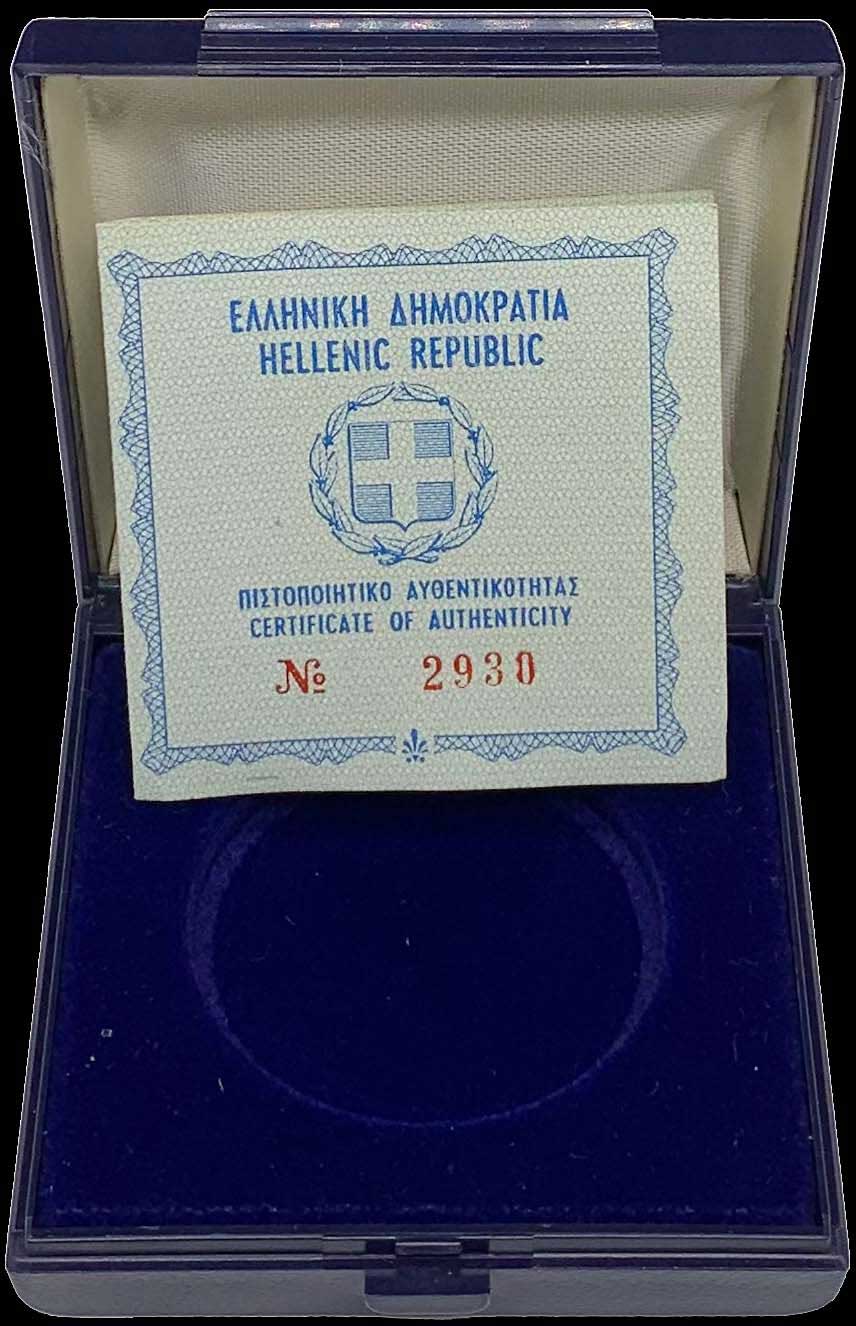 ΕΛΛΗΝΙΚΗ ΔΗΜΟΚΡΑΤΙΑ
HELLENIC REPUBLIC
ΠΙΣΤΟΠΟΙΗΤΙΚΟ ΑΥΘΕΝΤΙΚΟΤΗΤΑΣ
CERTIFICATE OF AUTHENTICITY
№ 2930